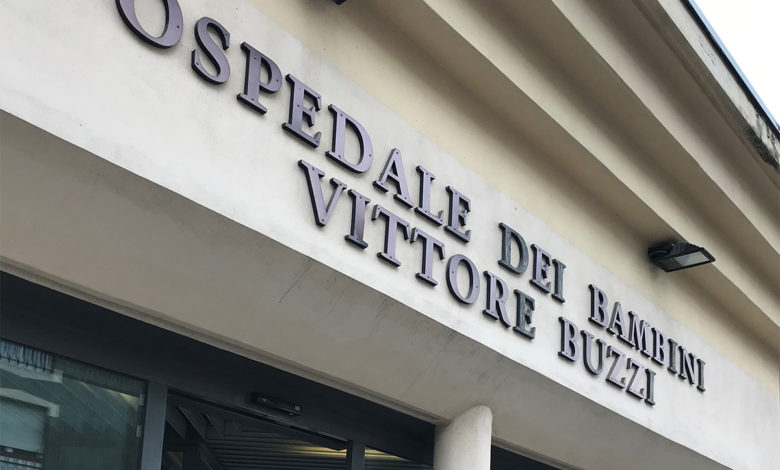 OSPEDALE DEI BAMBINI
VITTORE BUZZI